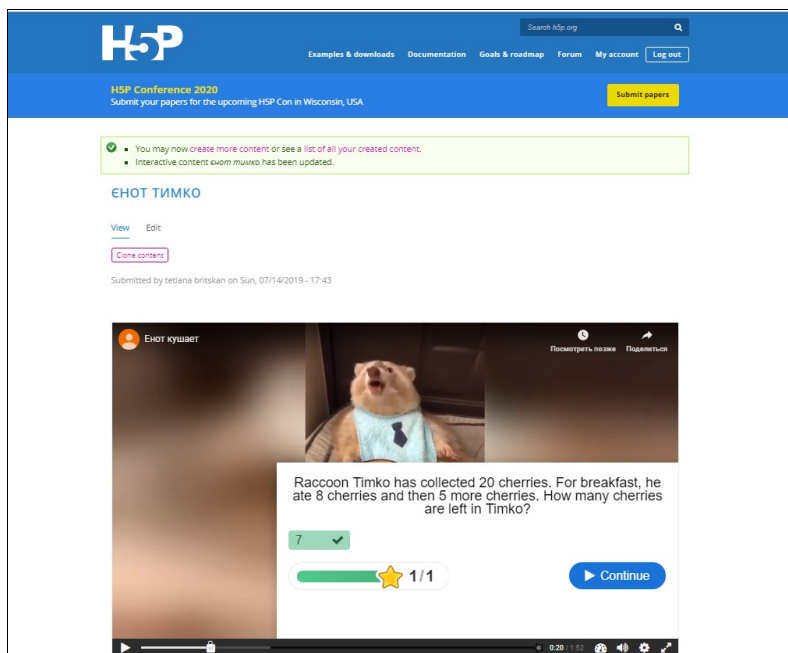 H5P
Search h5p.org
Examples & downloads Documentation Goals & roadmap Forum My account Log out
H5P Conference 2020
Submit your papers for the upcoming H5P Con in Wisconsin, USA
Submit papers
You may now create more content or see a list of all your created content.
Interactive content єнот тимко has been updated.
ЄНОТ ТИМКО
View Edit
Clone content
Submitted by tetiana britskan on Sun, 07/14/2019 - 17:43
Енот кушает
Посмотреть позже Поделиться
Raccoon Timko has collected 20 cherries. For breakfast, he
ate 8 cherries and then 5 more cherries. How many cherries
are left in Timko?
7
1/1
Continue
0:20 / 1:52